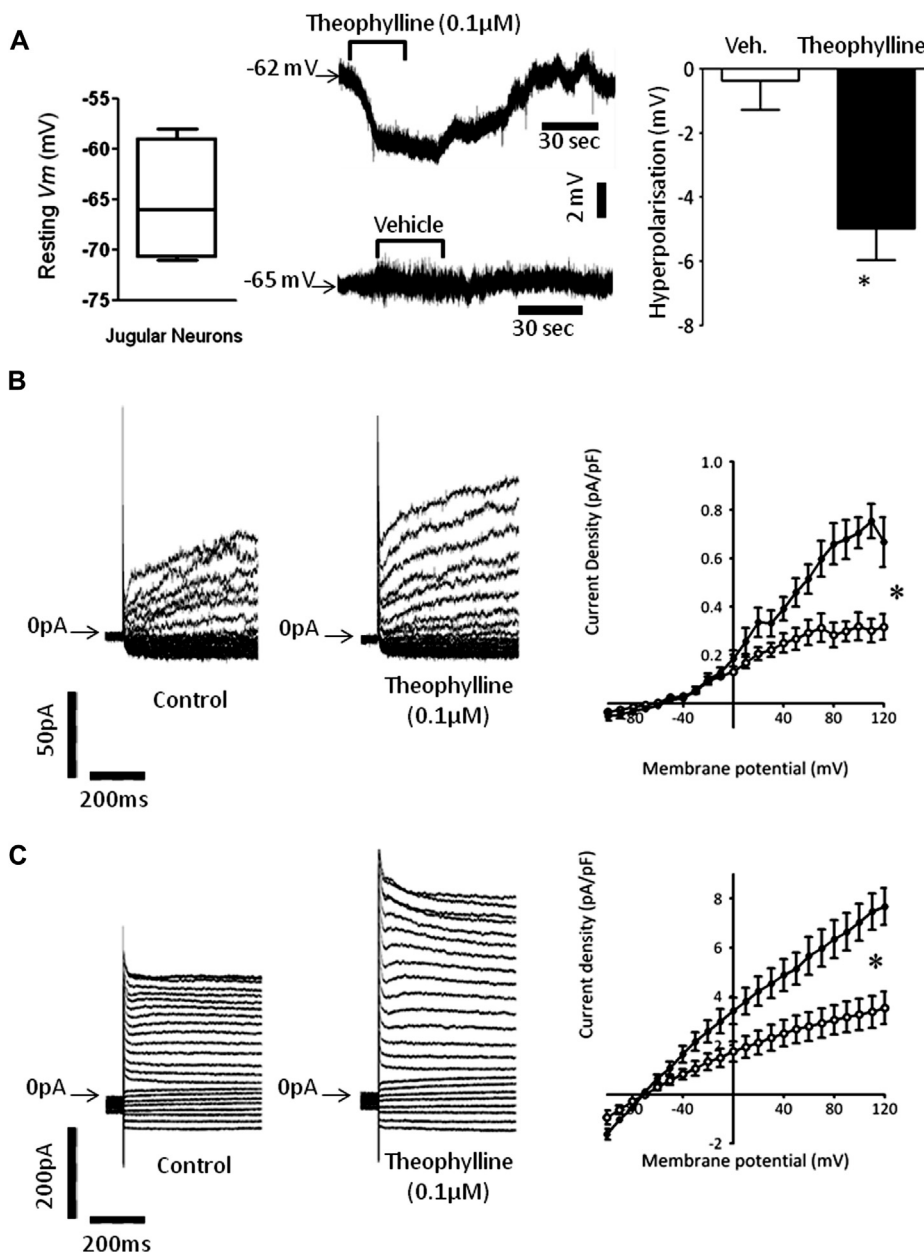 A
Theophylline (0.1µM)
Veh. Theophylline
-62 mV
-55
-60
-65
-70
-75
Resting Vm (mV)
Jugular Neurons
30 sec
2 mV
Vehicle
-65 mV
30 sec
0
-2
-4
-6
-8
Hyperpolarisation (mV)
*
B
0pA
Control
50pA
200ms
0pA
Theophylline
(0.1µM)
Current Density (pA/pF)
1.0
0.8
0.6
0.4
0.2
*
-80 -40 40 80 120
Membrane potential (mV)
C
0pA
Control
200pA
200ms
0pA
Theophylline
(0.1µM)
Current density (pA/pF)
8
6
4
2
-2
*
-40 40 80 120
Membrane potential (mV)